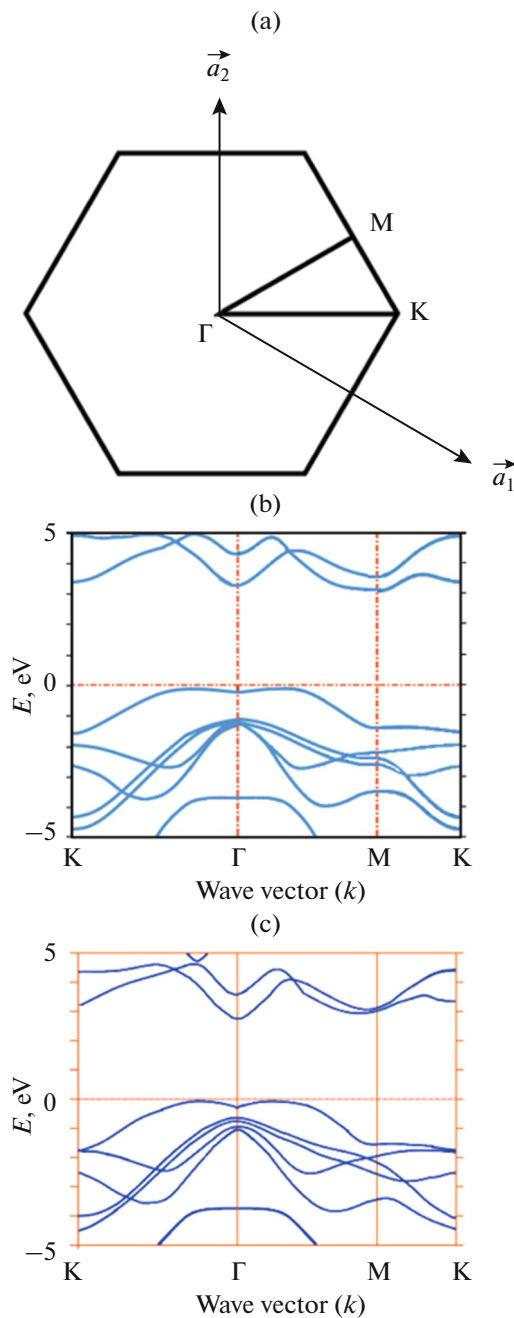 (a)
a₂
M
K
Γ
a₁
(b)
5
E, eV
0
−5
K Γ M K
Wave vector (k)
(c)
5
E, eV
0
−5
K Γ M K
Wave vector (k)